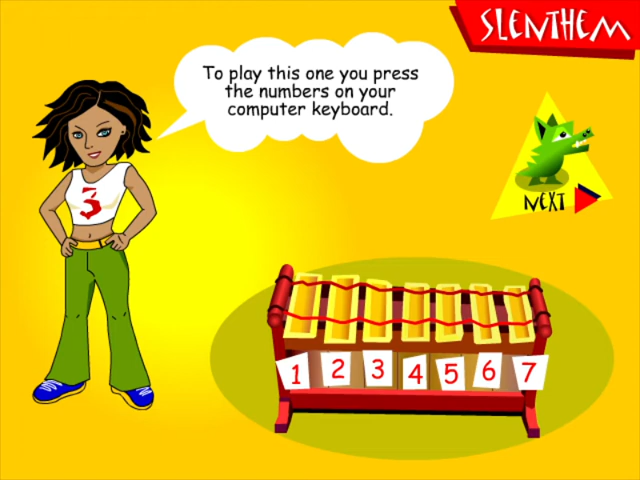 SLENTHEM
To play this one you press
the numbers on your
computer keyboard.
3
NEXT
1 2 3 4 5 6 7